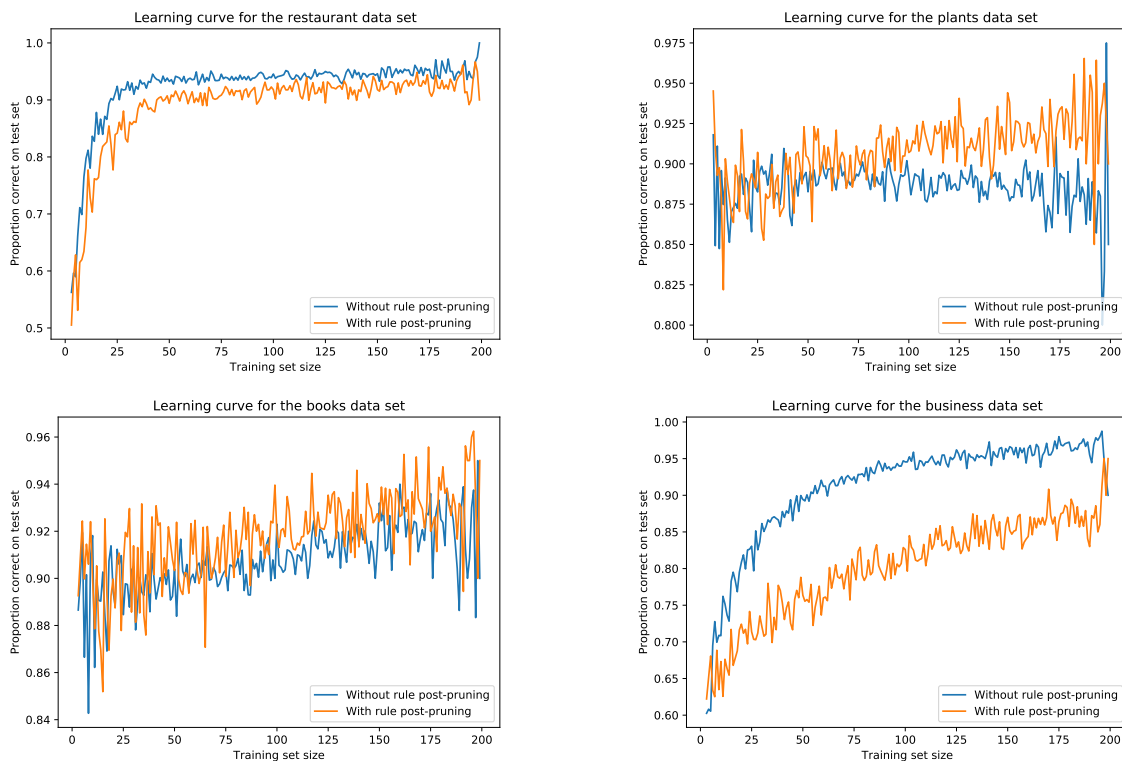 Learning curve for the restaurant data set
Proportion correct on test set
1.0
0.9
0.8
0.7
0.6
0.5
0 25 50 75 100 125 150 175 200
Training set size
Without rule post-pruning
With rule post-pruning
Learning curve for the plants data set
Proportion correct on test set
0.975
0.950
0.925
0.900
0.875
0.850
0.825
0.800
0 25 50 75 100 125 150 175 200
Training set size
Without rule post-pruning
With rule post-pruning
Learning curve for the books data set
Proportion correct on test set
0.96
0.94
0.92
0.90
0.88
0.86
0.84
0 25 50 75 100 125 150 175 200
Training set size
Without rule post-pruning
With rule post-pruning
Learning curve for the business data set
Proportion correct on test set
1.00
0.95
0.90
0.85
0.80
0.75
0.70
0.65
0.60
0 25 50 75 100 125 150 175 200
Training set size
Without rule post-pruning
With rule post-pruning